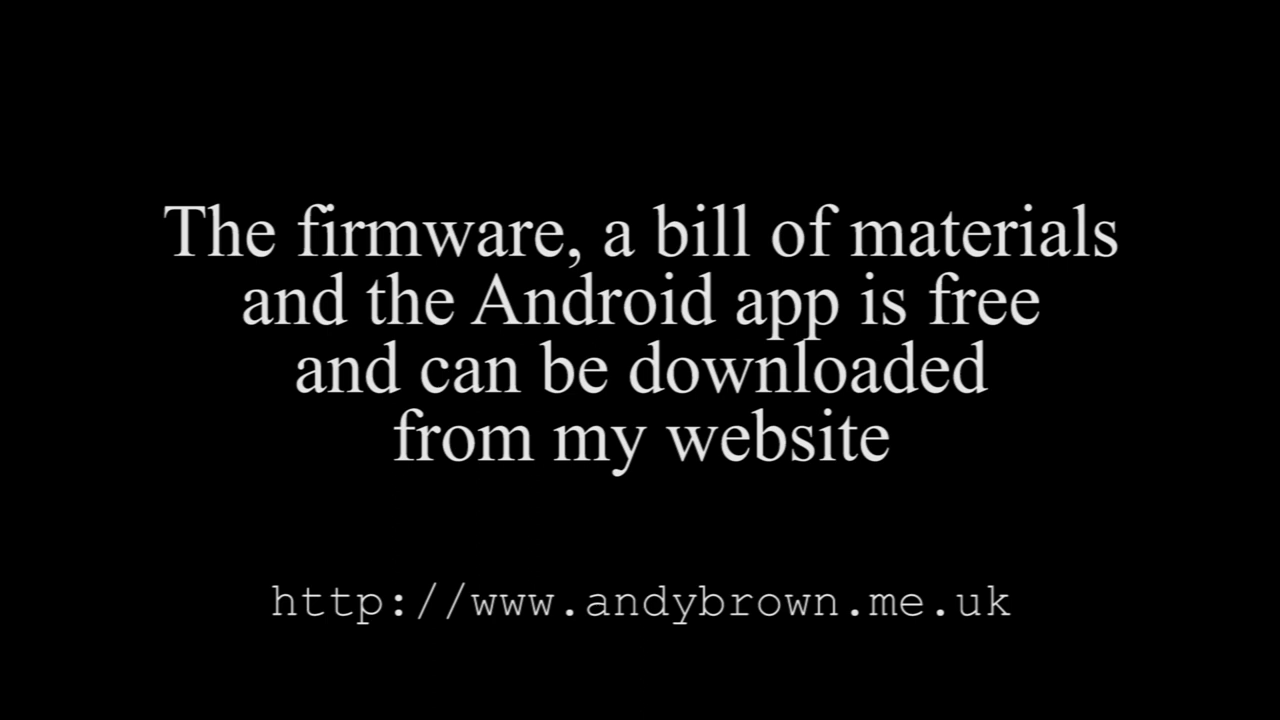 The firmware, a bill of materials
and the Android app is free
and can be downloaded
from my website
http://www.andybrown.me.uk